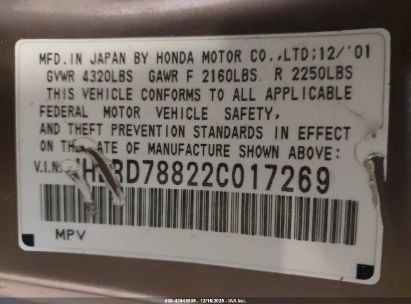 MFD. IN JAPAN BY HONDA MOTOR CO.,LTD;12/'01
GVWR 4320LBS GAWR F 2160LBS R 2250LBS
THIS VEHICLE CONFORMS TO ALL APPLICABLE
FEDERAL MOTOR VEHICLE SAFETY,
AND THEFT PREVENTION STANDARDS IN EFFECT
ON THE DATE OF MANUFACTURE SHOWN ABOVE:
V.I.N. RD78822C017269
MPV